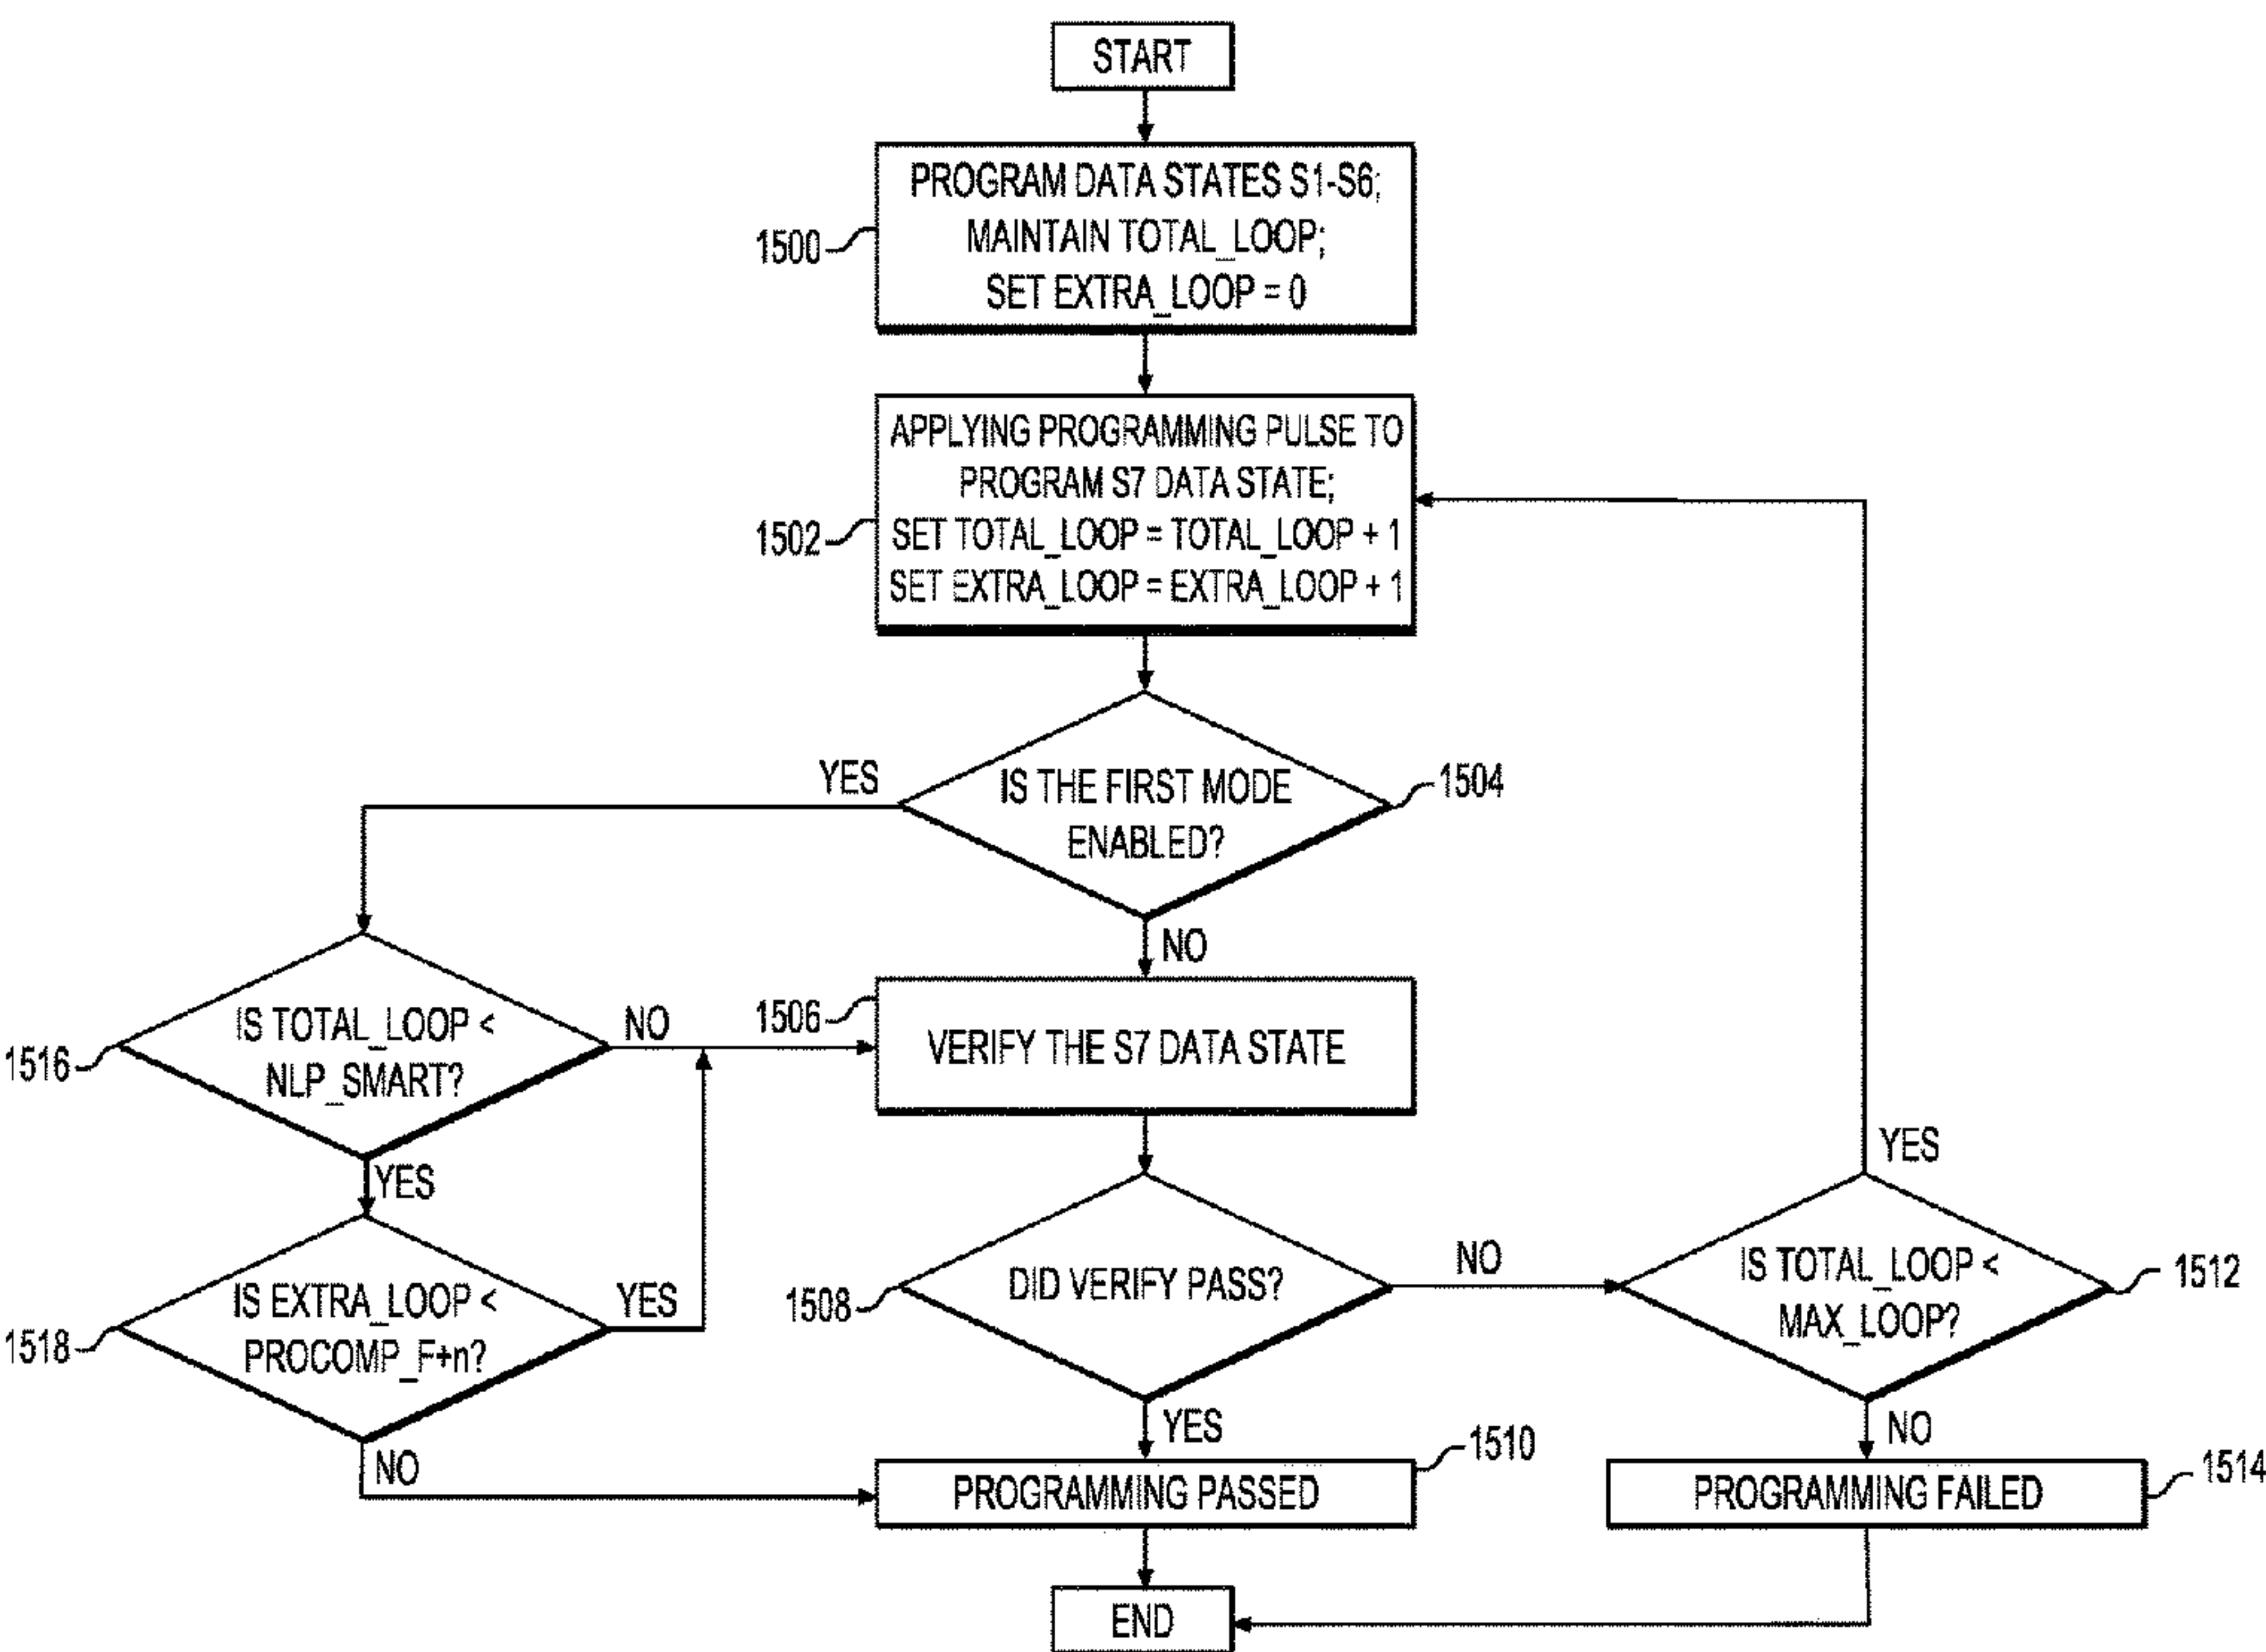 START
PROGRAM DATA STATES S1-S6;
MAINTAIN TOTAL_LOOP;
SET EXTRA_LOOP = 0
1500
APPLYING PROGRAMMING PULSE TO
PROGRAM S7 DATA STATE;
SET TOTAL_LOOP = TOTAL_LOOP + 1
SET EXTRA_LOOP = EXTRA_LOOP + 1
1502
IS THE FIRST MODE
ENABLED?
1504
YES
NO
IS TOTAL_LOOP <
NLP_SMART?
1516
NO
YES
1506
VERIFY THE S7 DATA STATE
IS EXTRA_LOOP <
PROCOMP_F+n?
1518
YES
NO
DID VERIFY PASS?
1508
NO
YES
IS TOTAL_LOOP <
MAX_LOOP?
1512
YES
NO
PROGRAMMING PASSED
1510
PROGRAMMING FAILED
1514
END